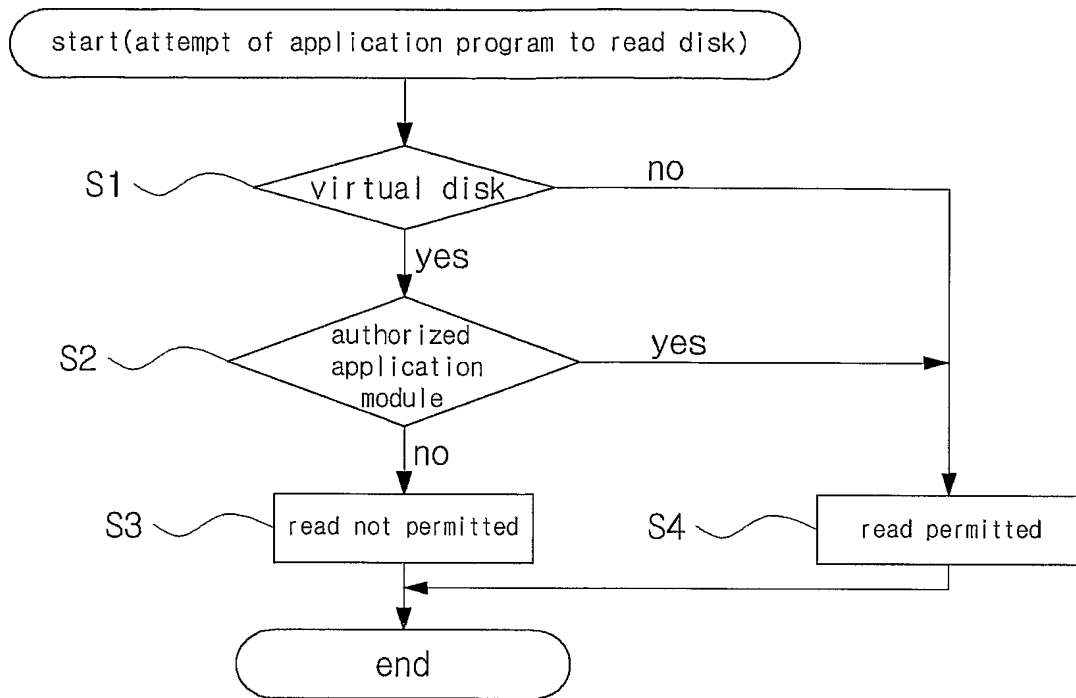 start(attempt of application program to read disk)
S1
virtual disk
no
yes
S2
authorized
application
module
yes
no
S3
read not permitted
S4
read permitted
end